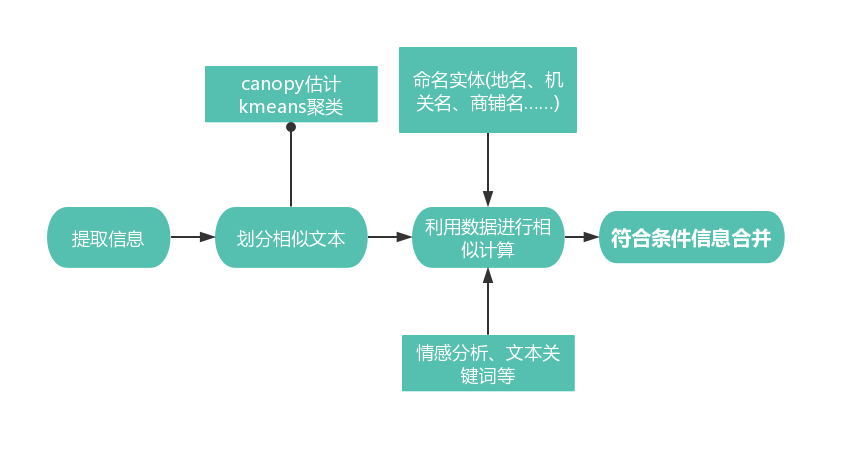 canopy估计
kmeans聚类
命名实体(地名、机
关名、商铺名……)
提取信息
划分相似文本
利用数据进行相
似计算
符合条件信息合并
情感分析、文本关
键词等